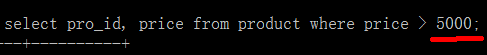 select pro_id, price from product where price > 5000;
----+-----------+